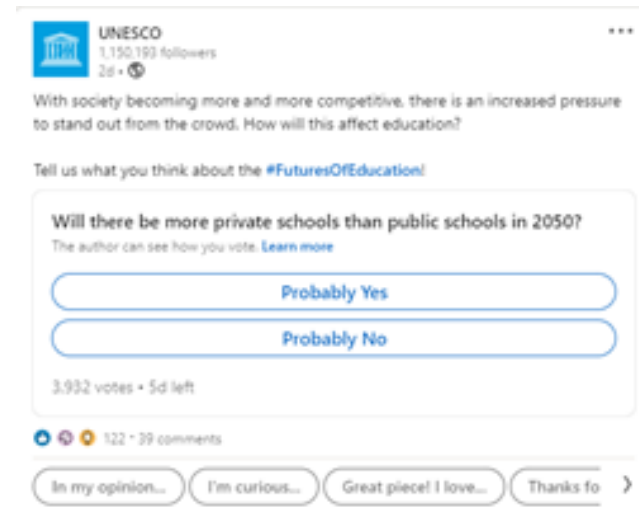 UNESCO
1,150,193 followers
2d •
With society becoming more and more competitive, there is an increased pressure
to stand out from the crowd. How will this affect education?
Tell us what you think about the #FuturesOfEducation!
Will there be more private schools than public schools in 2050?
The author can see how you vote. Learn more
Probably Yes
Probably No
3,932 votes • 5d left
122 • 39 comments
In my opinion... I'm curious... Great piece! I love... Thanks fo